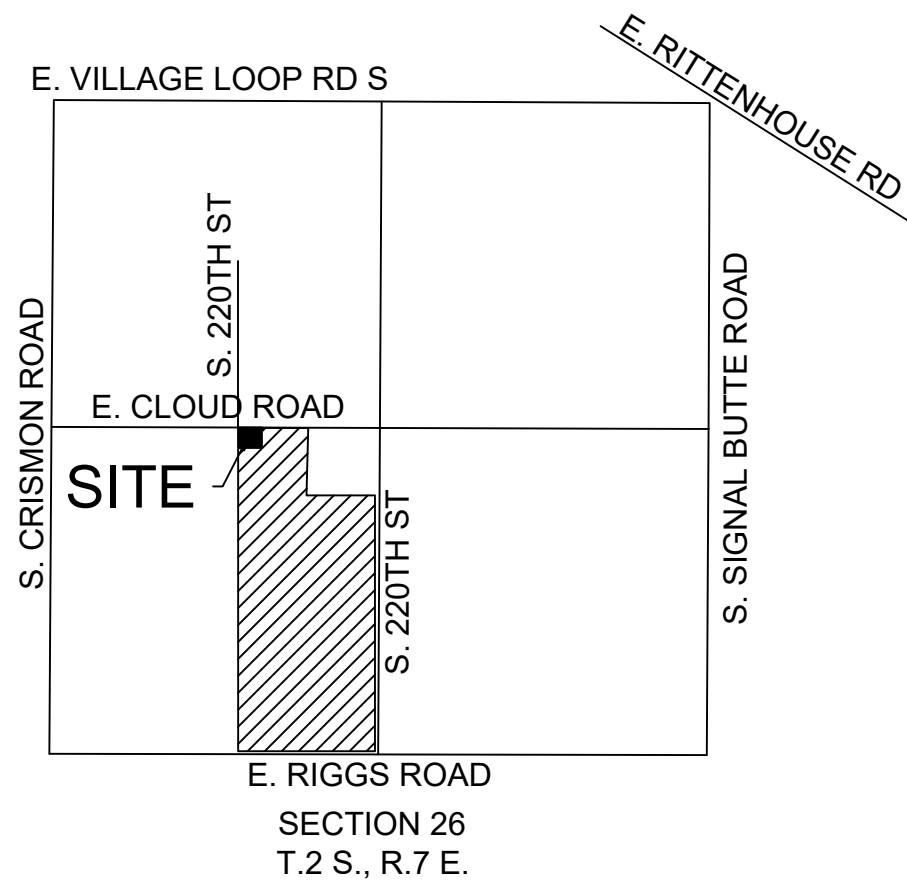 E. RITTENHOUSE RD
E. VILLAGE LOOP RD S
S. 220TH ST
S. CRISMON ROAD
S. SIGNAL BUTTE ROAD
E. CLOUD ROAD
SITE
S. 220TH ST
E. RIGGS ROAD
SECTION 26
T.2 S., R.7 E.